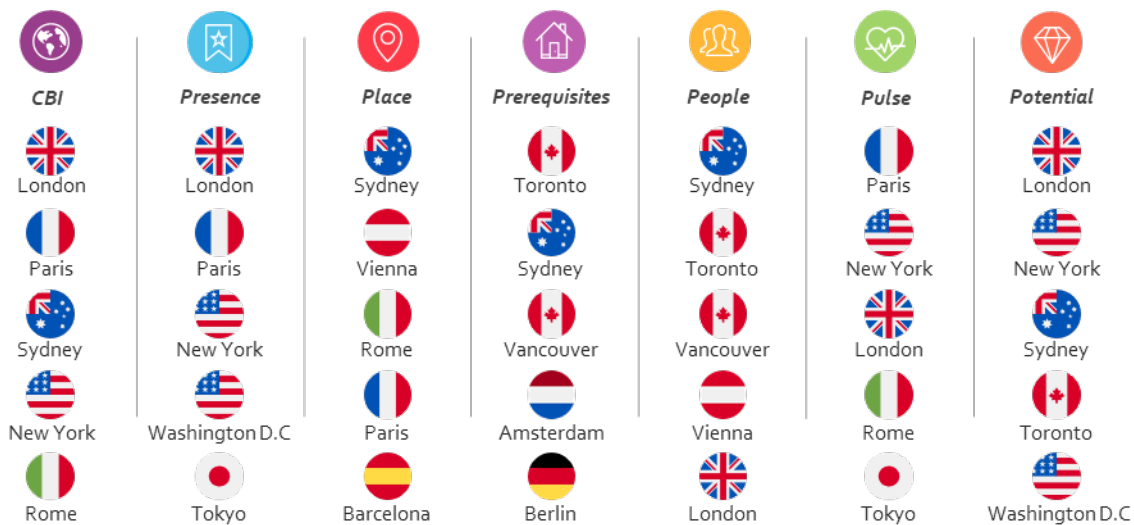 CBI
Presence
Place
Prerequisites
People
Pulse
Potential
London
London
Sydney
Toronto
Sydney
Paris
London
Paris
Paris
Vienna
Sydney
Toronto
New York
New York
Sydney
New York
Rome
Vancouver
Vancouver
London
Sydney
New York
Washington D.C
Paris
Amsterdam
Vienna
Rome
Toronto
Rome
Tokyo
Barcelona
Berlin
London
Tokyo
Washington D.C